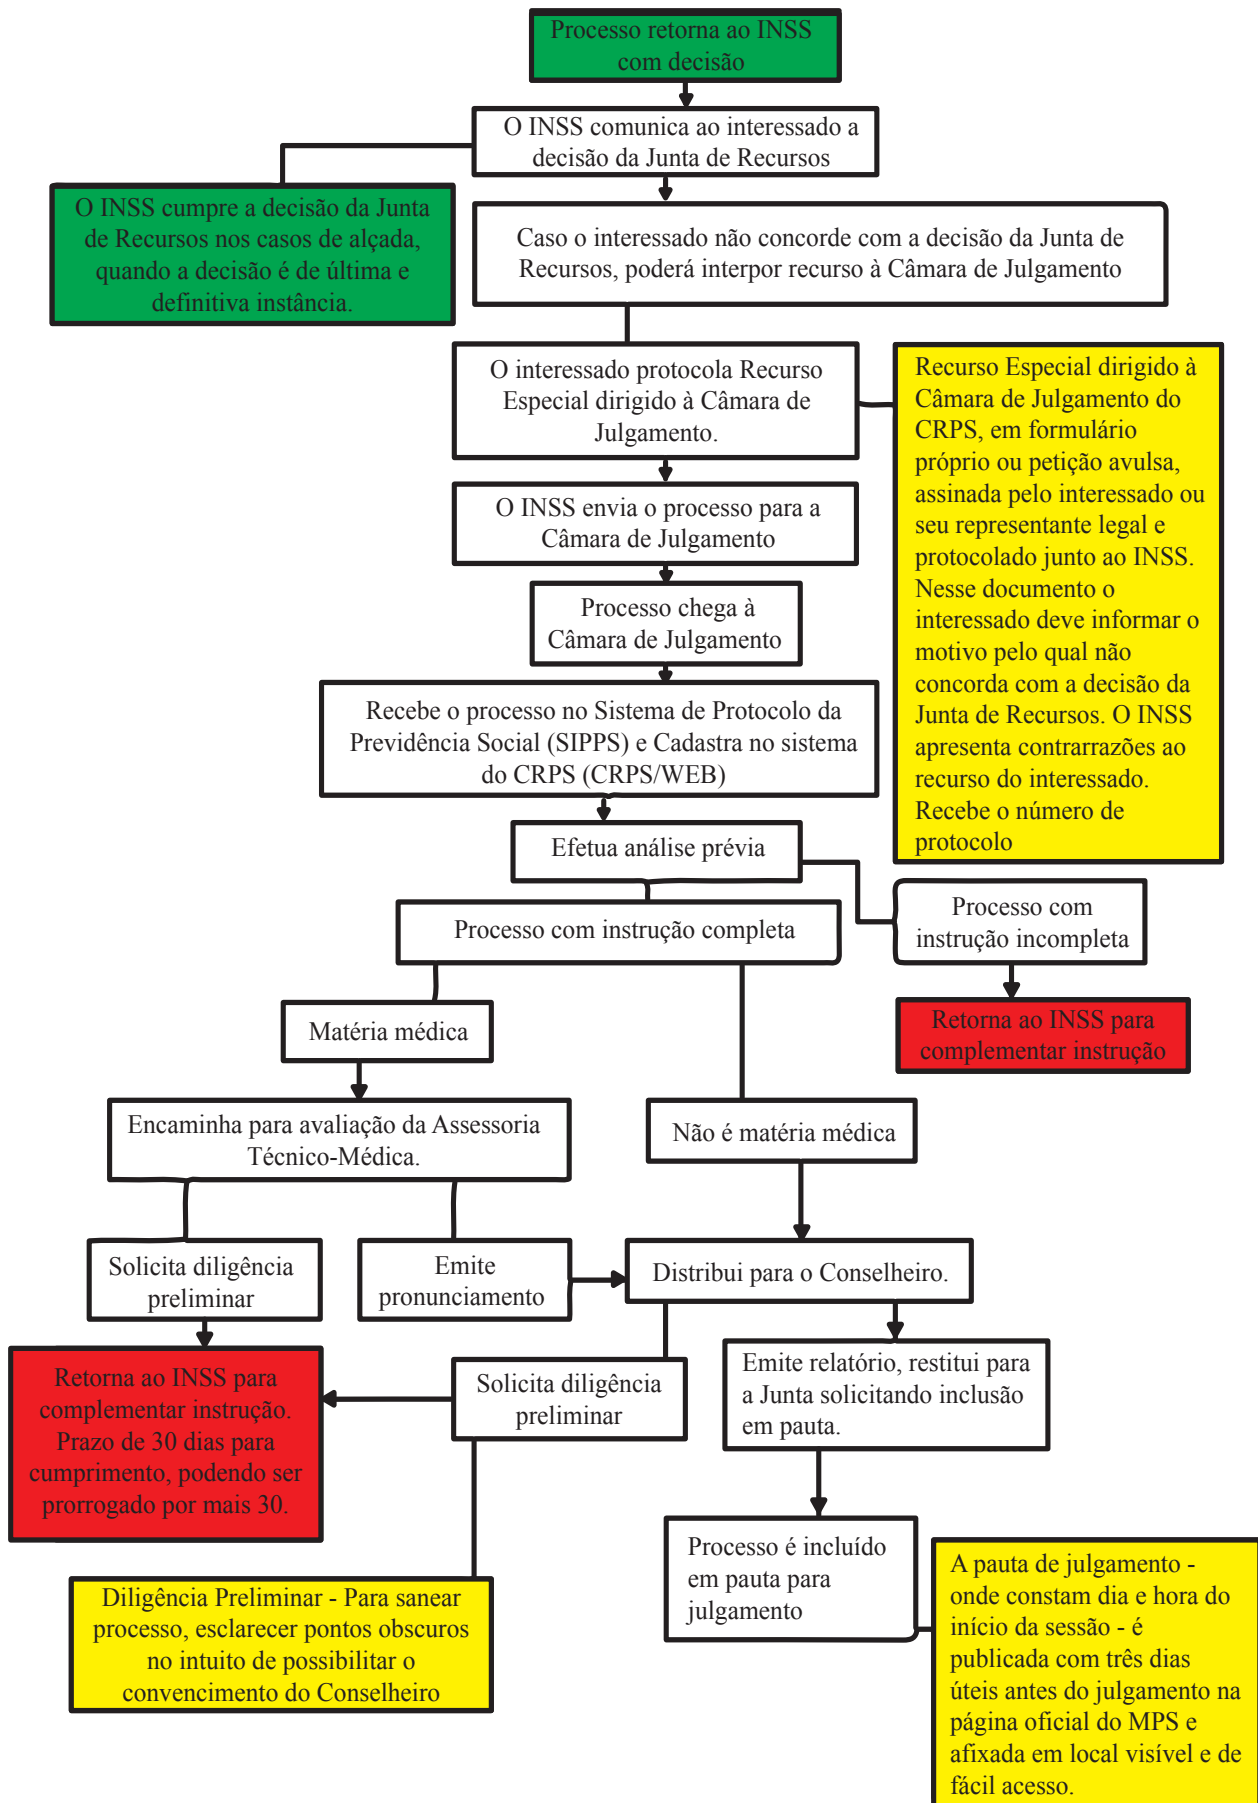 Processo retorna ao INSS
com decisão
O INSS comunica ao interessado a
decisão da Junta de Recursos
O INSS cumpre a decisão da Junta
de Recursos nos casos de alçada,
quando a decisão é de última e
definitiva instância.
Caso o interessado não concorde com a decisão da Junta de
Recursos, poderá interpor recurso à Câmara de Julgamento
O interessado protocola Recurso
Especial dirigido à Câmara de
Julgamento.
Recurso Especial dirigido à
Câmara de Julgamento do
CRPS, em formulário
próprio ou petição avulsa,
assinada pelo interessado ou
seu representante legal e
protocolado junto ao INSS.
Nesse documento o
interessado deve informar o
motivo pelo qual não
concorda com a decisão da
Junta de Recursos. O INSS
apresenta contrarrazões ao
recurso do interessado.
Recebe o número de
protocolo
O INSS envia o processo para a
Câmara de Julgamento
Processo chega à
Câmara de Julgamento
Recebe o processo no Sistema de Protocolo da
Previdência Social (SIPPS) e Cadastra no sistema
do CRPS (CRPS/WEB)
Efetua análise prévia
Processo com instrução completa
Processo com
instrução incompleta
Retorna ao INSS para
complementar instrução
Matéria médica
Encaminha para avaliação da Assessoria
Técnico-Médica.
Não é matéria médica
Solicita diligência
preliminar
Emite
pronunciamento
Distribui para o Conselheiro.
Retorna ao INSS para
complementar instrução.
Prazo de 30 dias para
cumprimento, podendo ser
prorrogado por mais 30.
Solicita diligência
preliminar
Emite relatório, restitui para
a Junta solicitando inclusão
em pauta.
Diligência Preliminar - Para sanear
processo, esclarecer pontos obscuros
no intuito de possibilitar o
convencimento do Conselheiro
Processo é incluído
em pauta para
julgamento
A pauta de julgamento -
onde constam dia e hora do
início da sessão - é
publicada com três dias
úteis antes do julgamento na
página oficial do MPS e
afixada em local visível e de
fácil acesso.